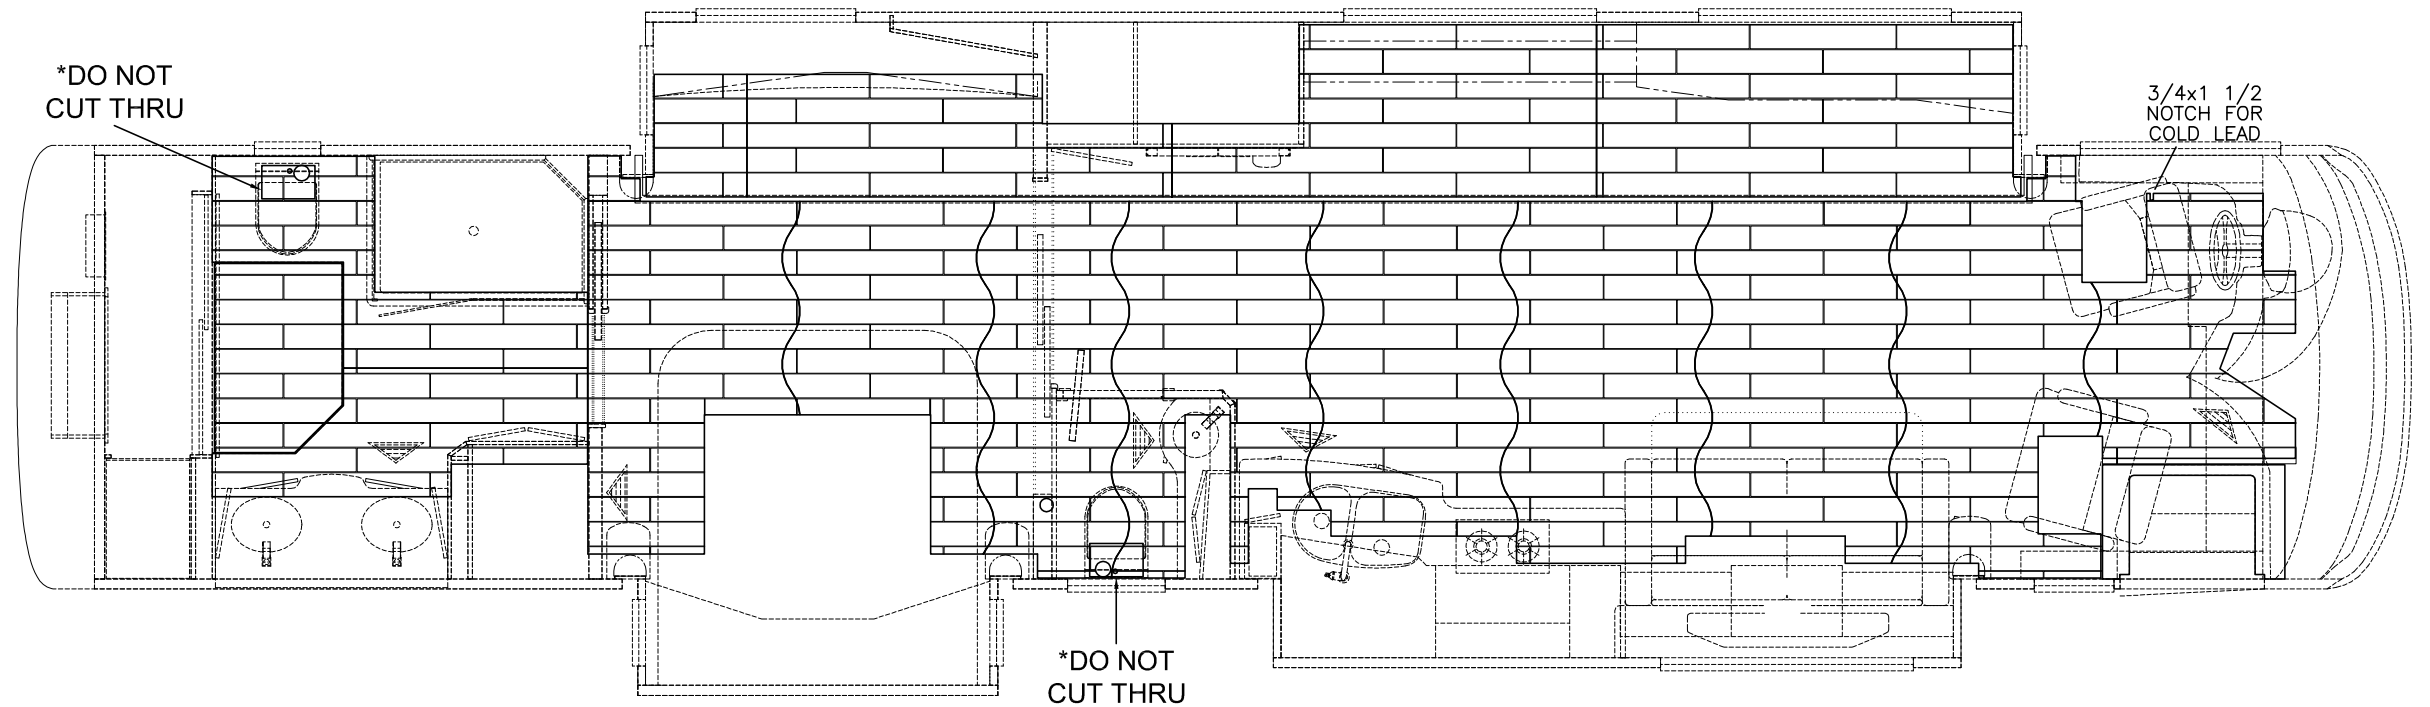 *DO NOT
CUT THRU
3/4x1 1/2
NOTCH FOR
COLD LEAD
*DO NOT
CUT THRU